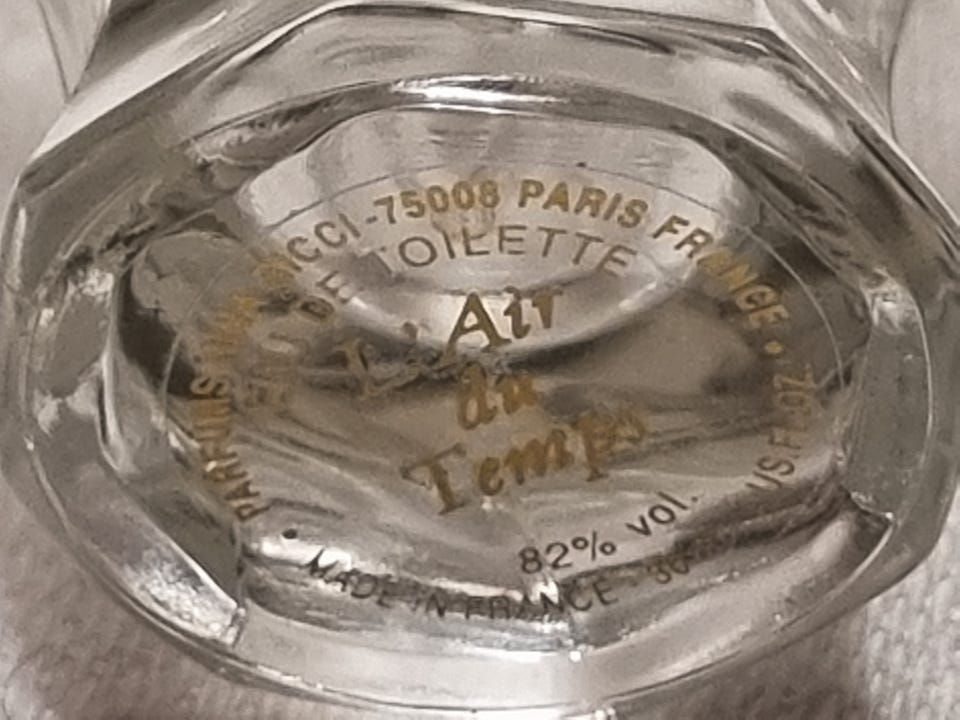 PARFUMS NINA RICCI-75008 PARIS FRANCE • US.FL.OZ
EAU DE TOILETTE
L'Air
du
Temps
82% vol.
• MADE IN FRANCE